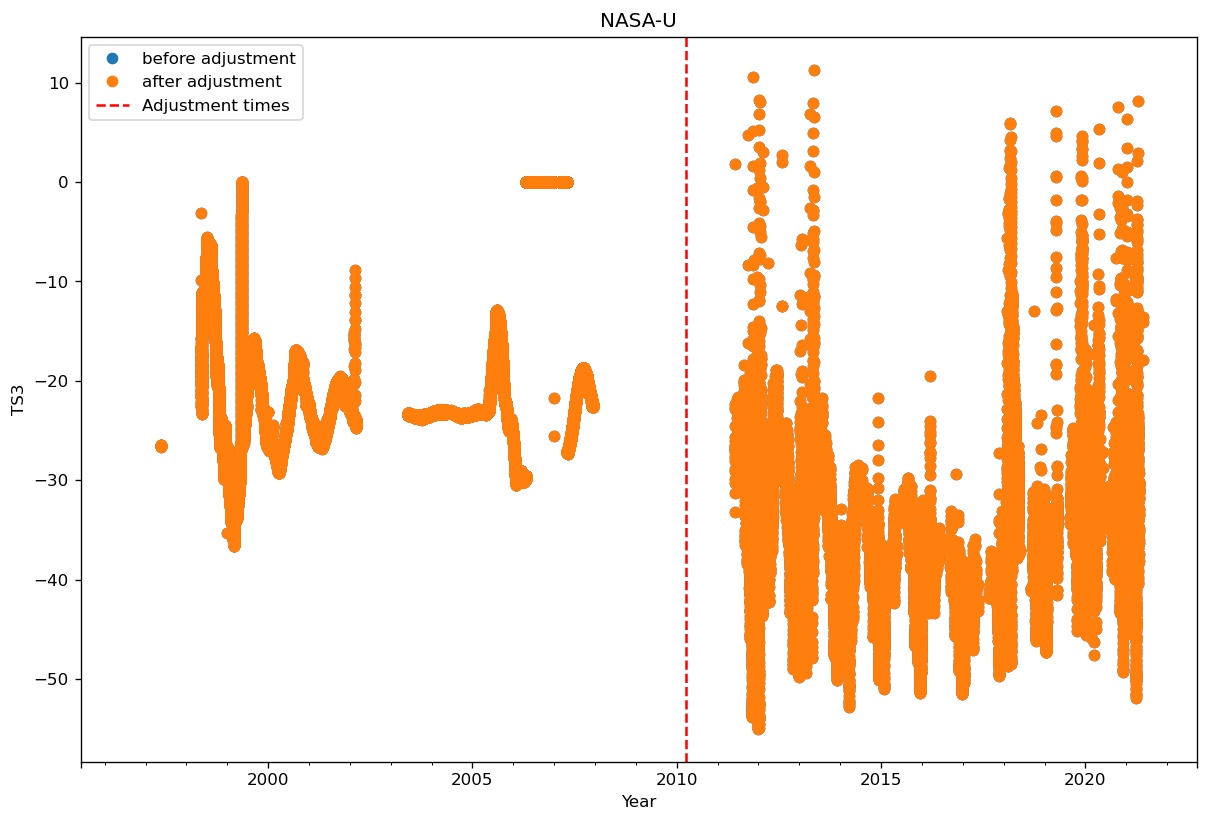 NASA-U
before adjustment
after adjustment
Adjustment times
TS3
10
0
−10
−20
−30
−40
−50
2000
2005
2010
2015
2020
Year